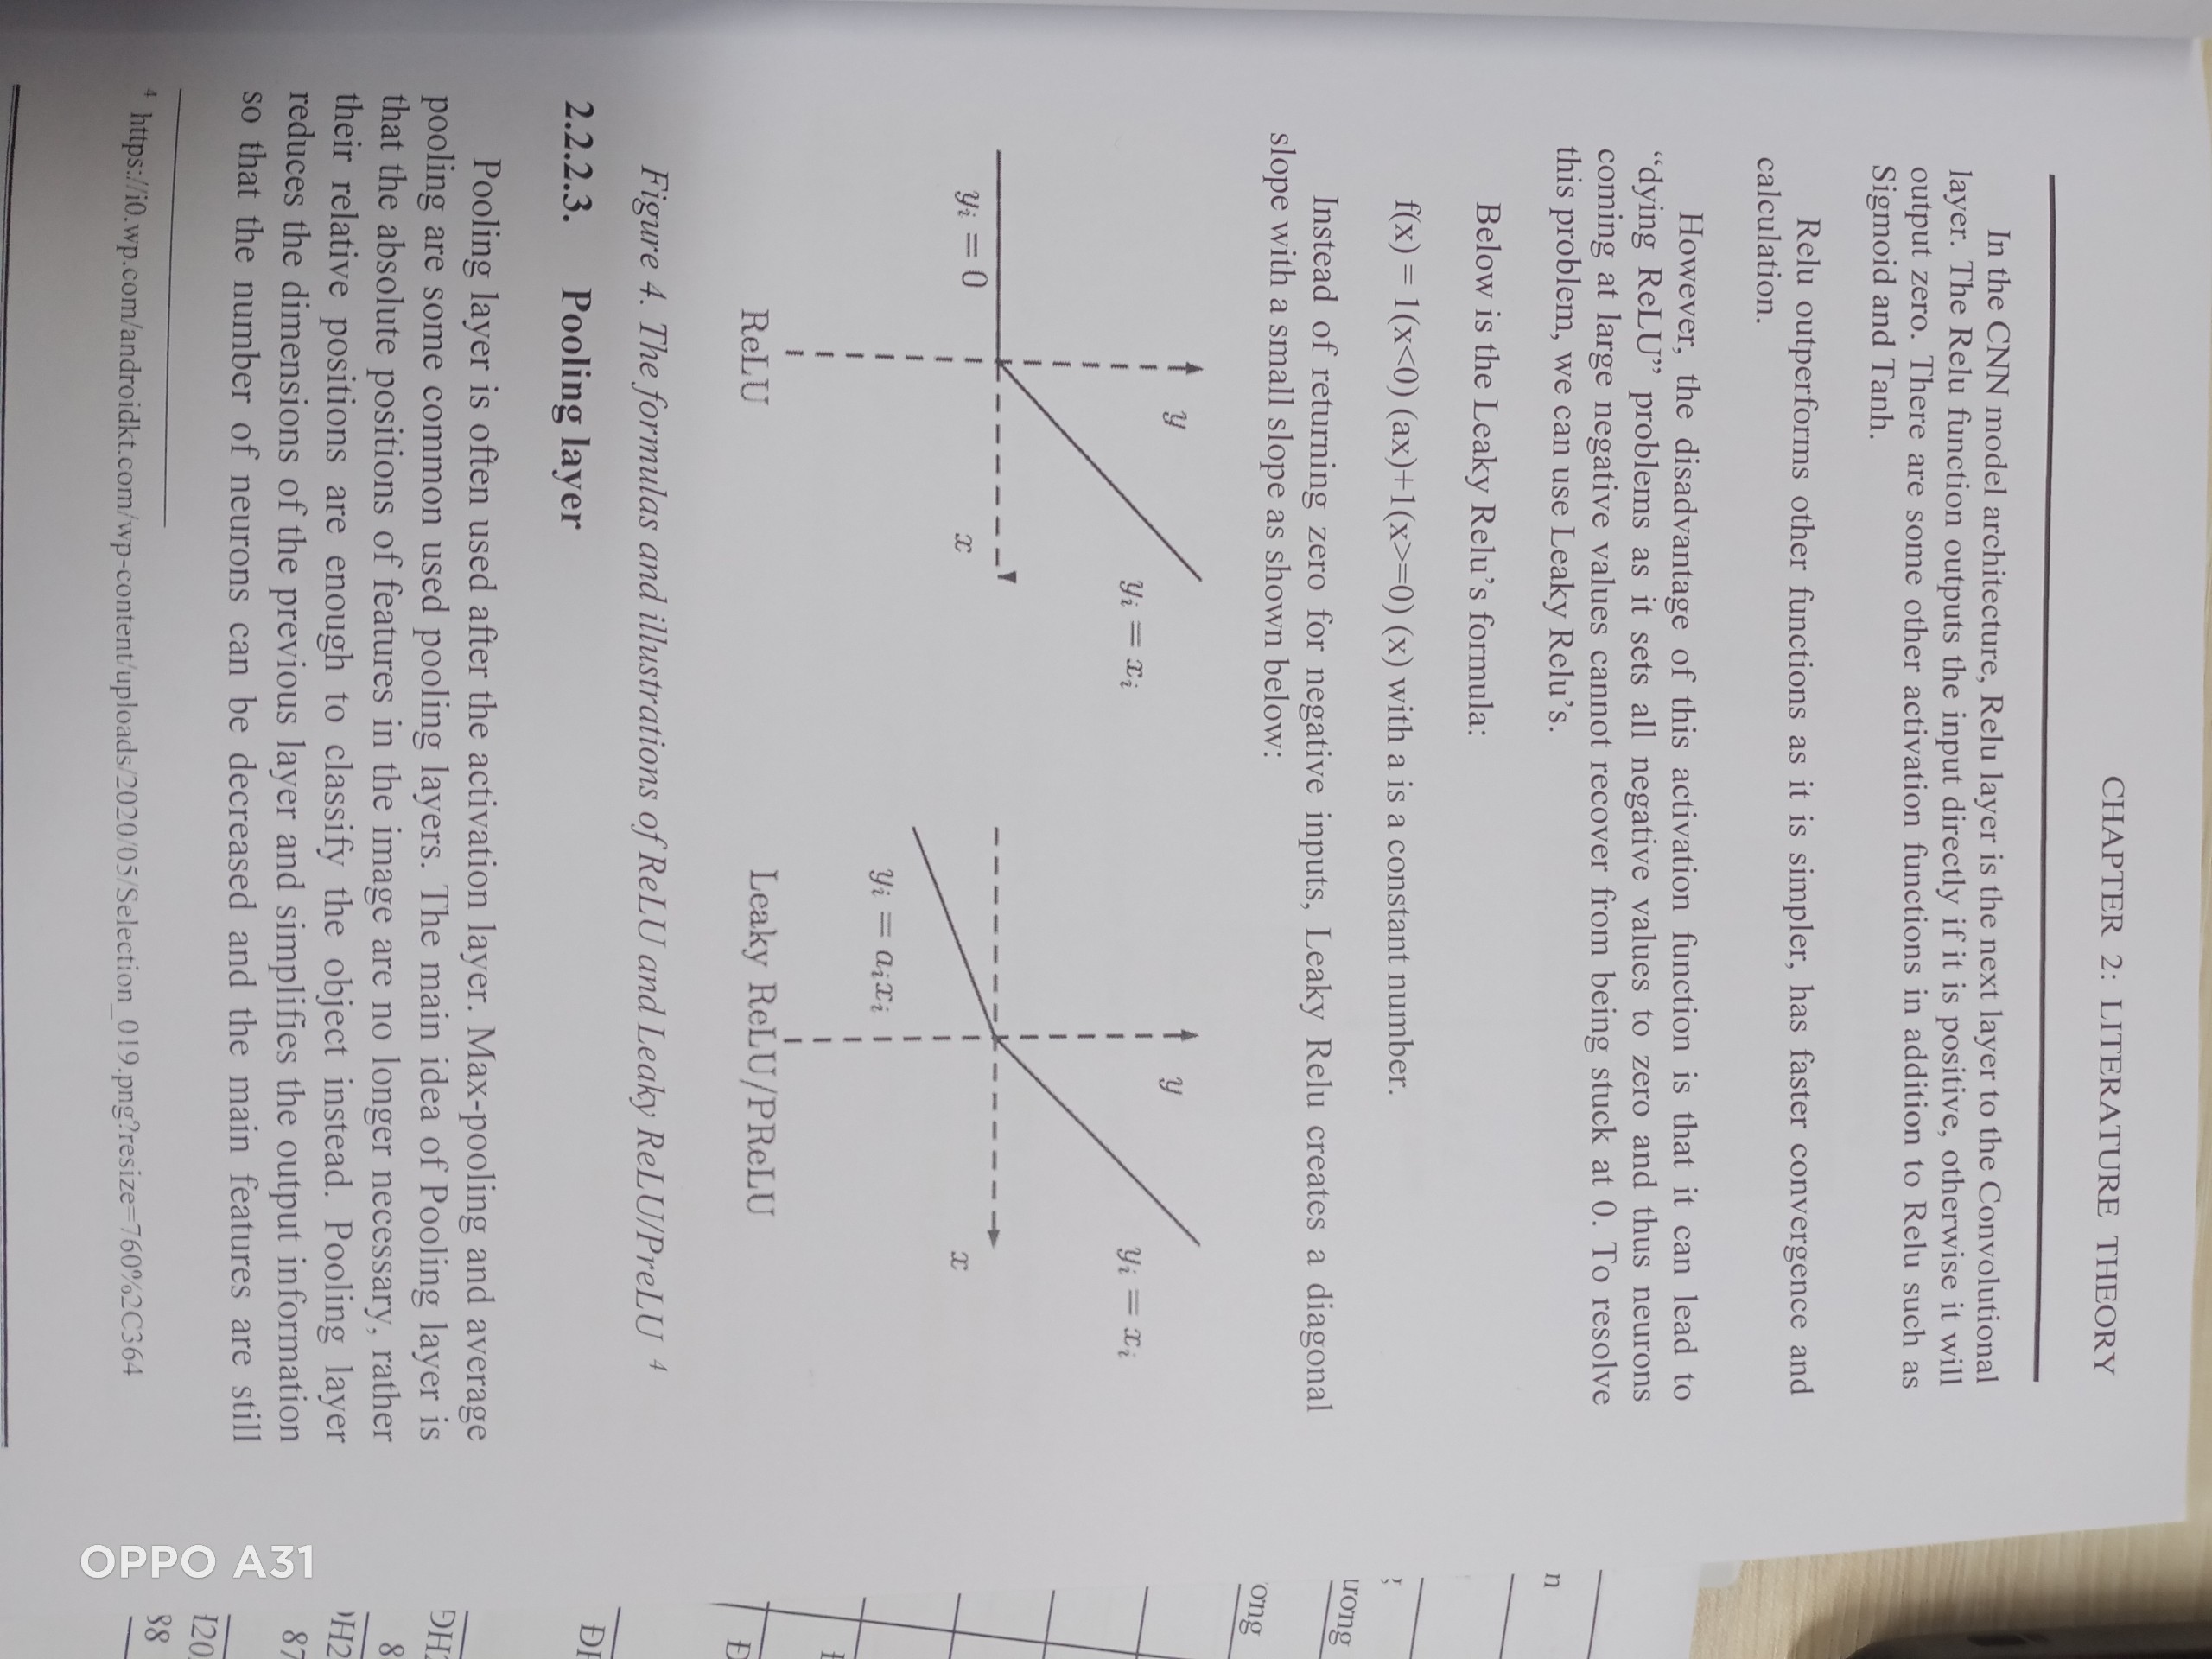 CHAPTER 2: LITERATURE THEORY
In the CNN model architecture, Relu layer is the next layer to the Convolutional
layer. The Relu function outputs the input directly if it is positive, otherwise it will
output zero. There are some other activation functions in addition to Relu such as
Sigmoid and Tanh.
Relu outperforms other functions as it is simpler, has faster convergence and
calculation.
However, the disadvantage of this activation function is that it can lead to
“dying ReLU” problems as it sets all negative values to zero and thus neurons
coming at large negative values cannot recover from being stuck at 0. To resolve
this problem, we can use Leaky Relu’s.
Below is the Leaky Relu’s formula:
f(x) = 1(x<0) (ax)+1(x>=0) (x) with a is a constant number.
Instead of returning zero for negative inputs, Leaky Relu creates a diagonal
slope with a small slope as shown below:
y
yᵢ = xᵢ
yᵢ = 0
x
ReLU
y
yᵢ = xᵢ
x
yᵢ = aᵢxᵢ
Leaky ReLU/PReLU
Figure 4. The formulas and illustrations of ReLU and Leaky ReLU/PreLU ⁴
2.2.2.3. Pooling layer
Pooling layer is often used after the activation layer. Max-pooling and average
pooling are some common used pooling layers. The main idea of Pooling layer is
that the absolute positions of features in the image are no longer necessary, rather
their relative positions are enough to classify the object instead. Pooling layer
reduces the dimensions of the previous layer and simplifies the output information
so that the number of neurons can be decreased and the main features are still
⁴ https://i0.wp.com/androidkt.com/wp-content/uploads/2020/05/Selection_019.png?resize=760%2C364
n
ương
ong
Đ
ĐH2
8
H2
87
120
88
OPPO A31